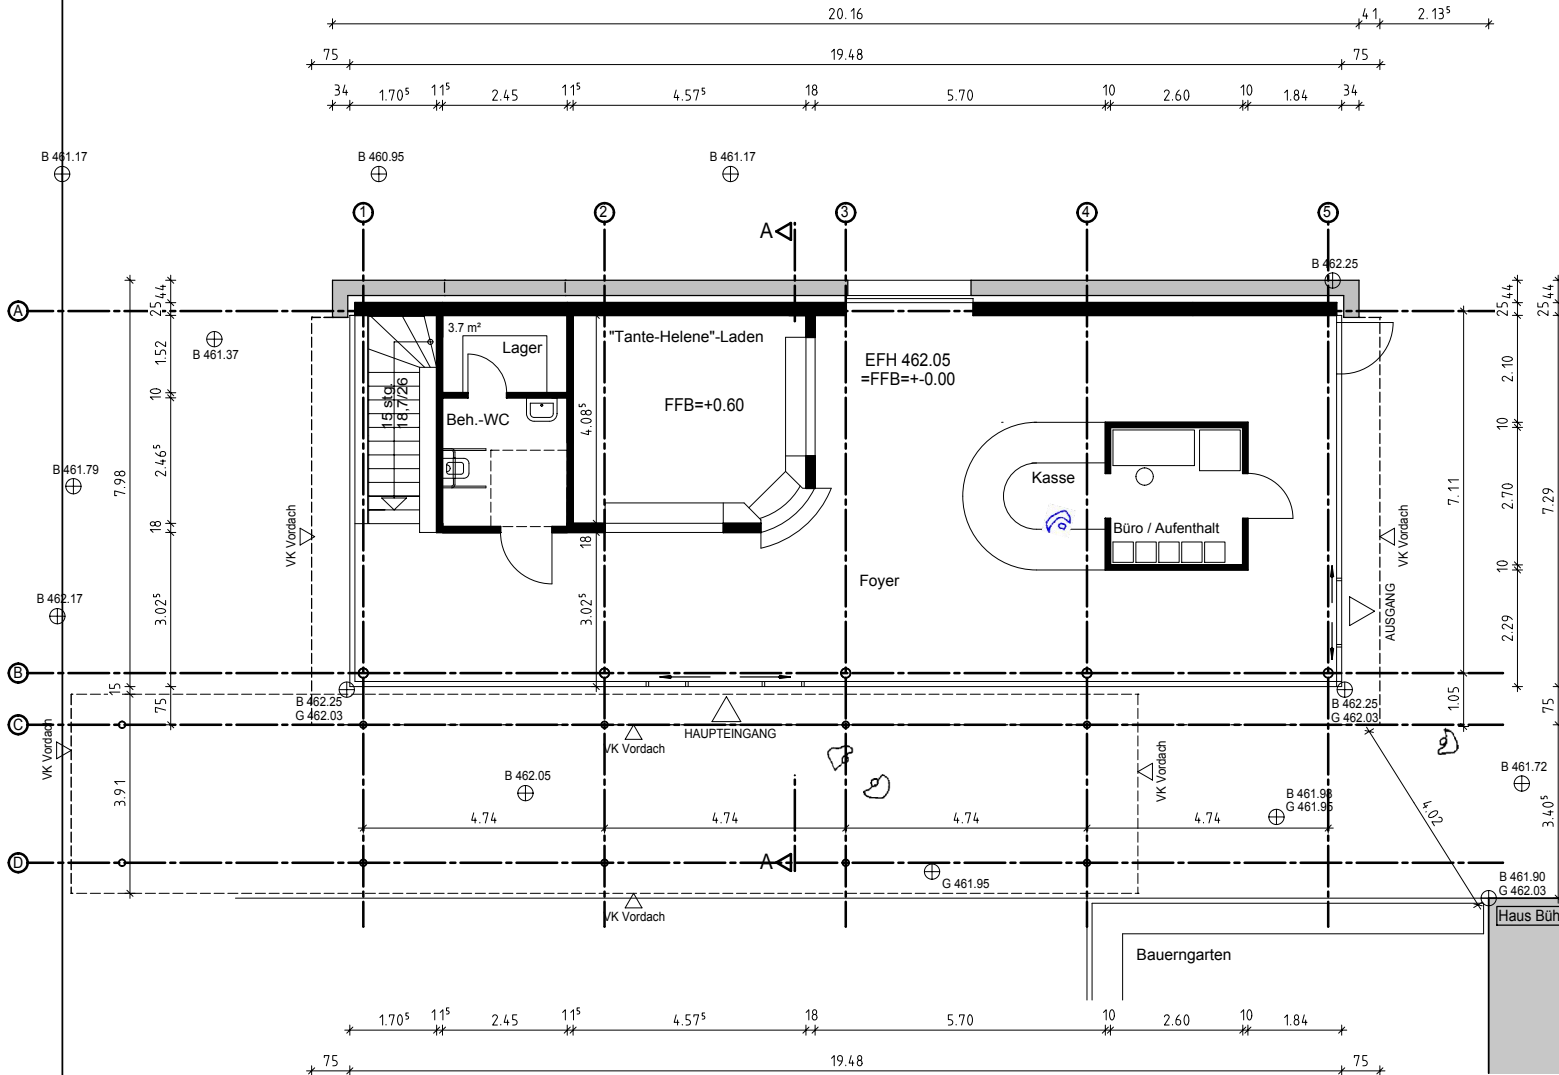 20.16 41 2.13⁵
75 19.48 75
34 1.70⁵ 11⁵ 2.45 11⁵ 4.57⁵ 18 5.70 10 2.60 10 1.84 34
B 461.17 B 460.95 B 461.17
1 2 3 4 5
A
B 462.25
A
44
25
1.52
10
2.46⁵
18
3.02⁵
75
7.98
15
3.91
B 461.37
B 461.79
B 462.17
VK Vordach
15 stg.
18,7/26
3.7 m²
Lager
Beh.-WC
"Tante-Helene"-Laden
FFB=+0.60
4.08⁵
18
3.02⁵
EFH 462.05
=FFB=+-0.00
Kasse
Büro / Aufenthalt
Foyer
VK Vordach
AUSGANG
44
25
2.10
10
2.70
10
2.29
7.11
1.05
44
25
7.29
75
3.40⁵
B
B 462.25
G 462.03
B 462.25
G 462.03
C
VK Vordach
HAUPTEINGANG
VK Vordach
VK Vordach
B 462.05
B 461.98
G 461.95
B 461.72
4.02
4.74 4.74 4.74 4.74
D
A
G 461.95
B 461.90
G 462.03
VK Vordach
Haus Büh
Bauerngarten
1.70⁵ 11⁵ 2.45 11⁵ 4.57⁵ 18 5.70 10 2.60 10 1.84
75 19.48 75